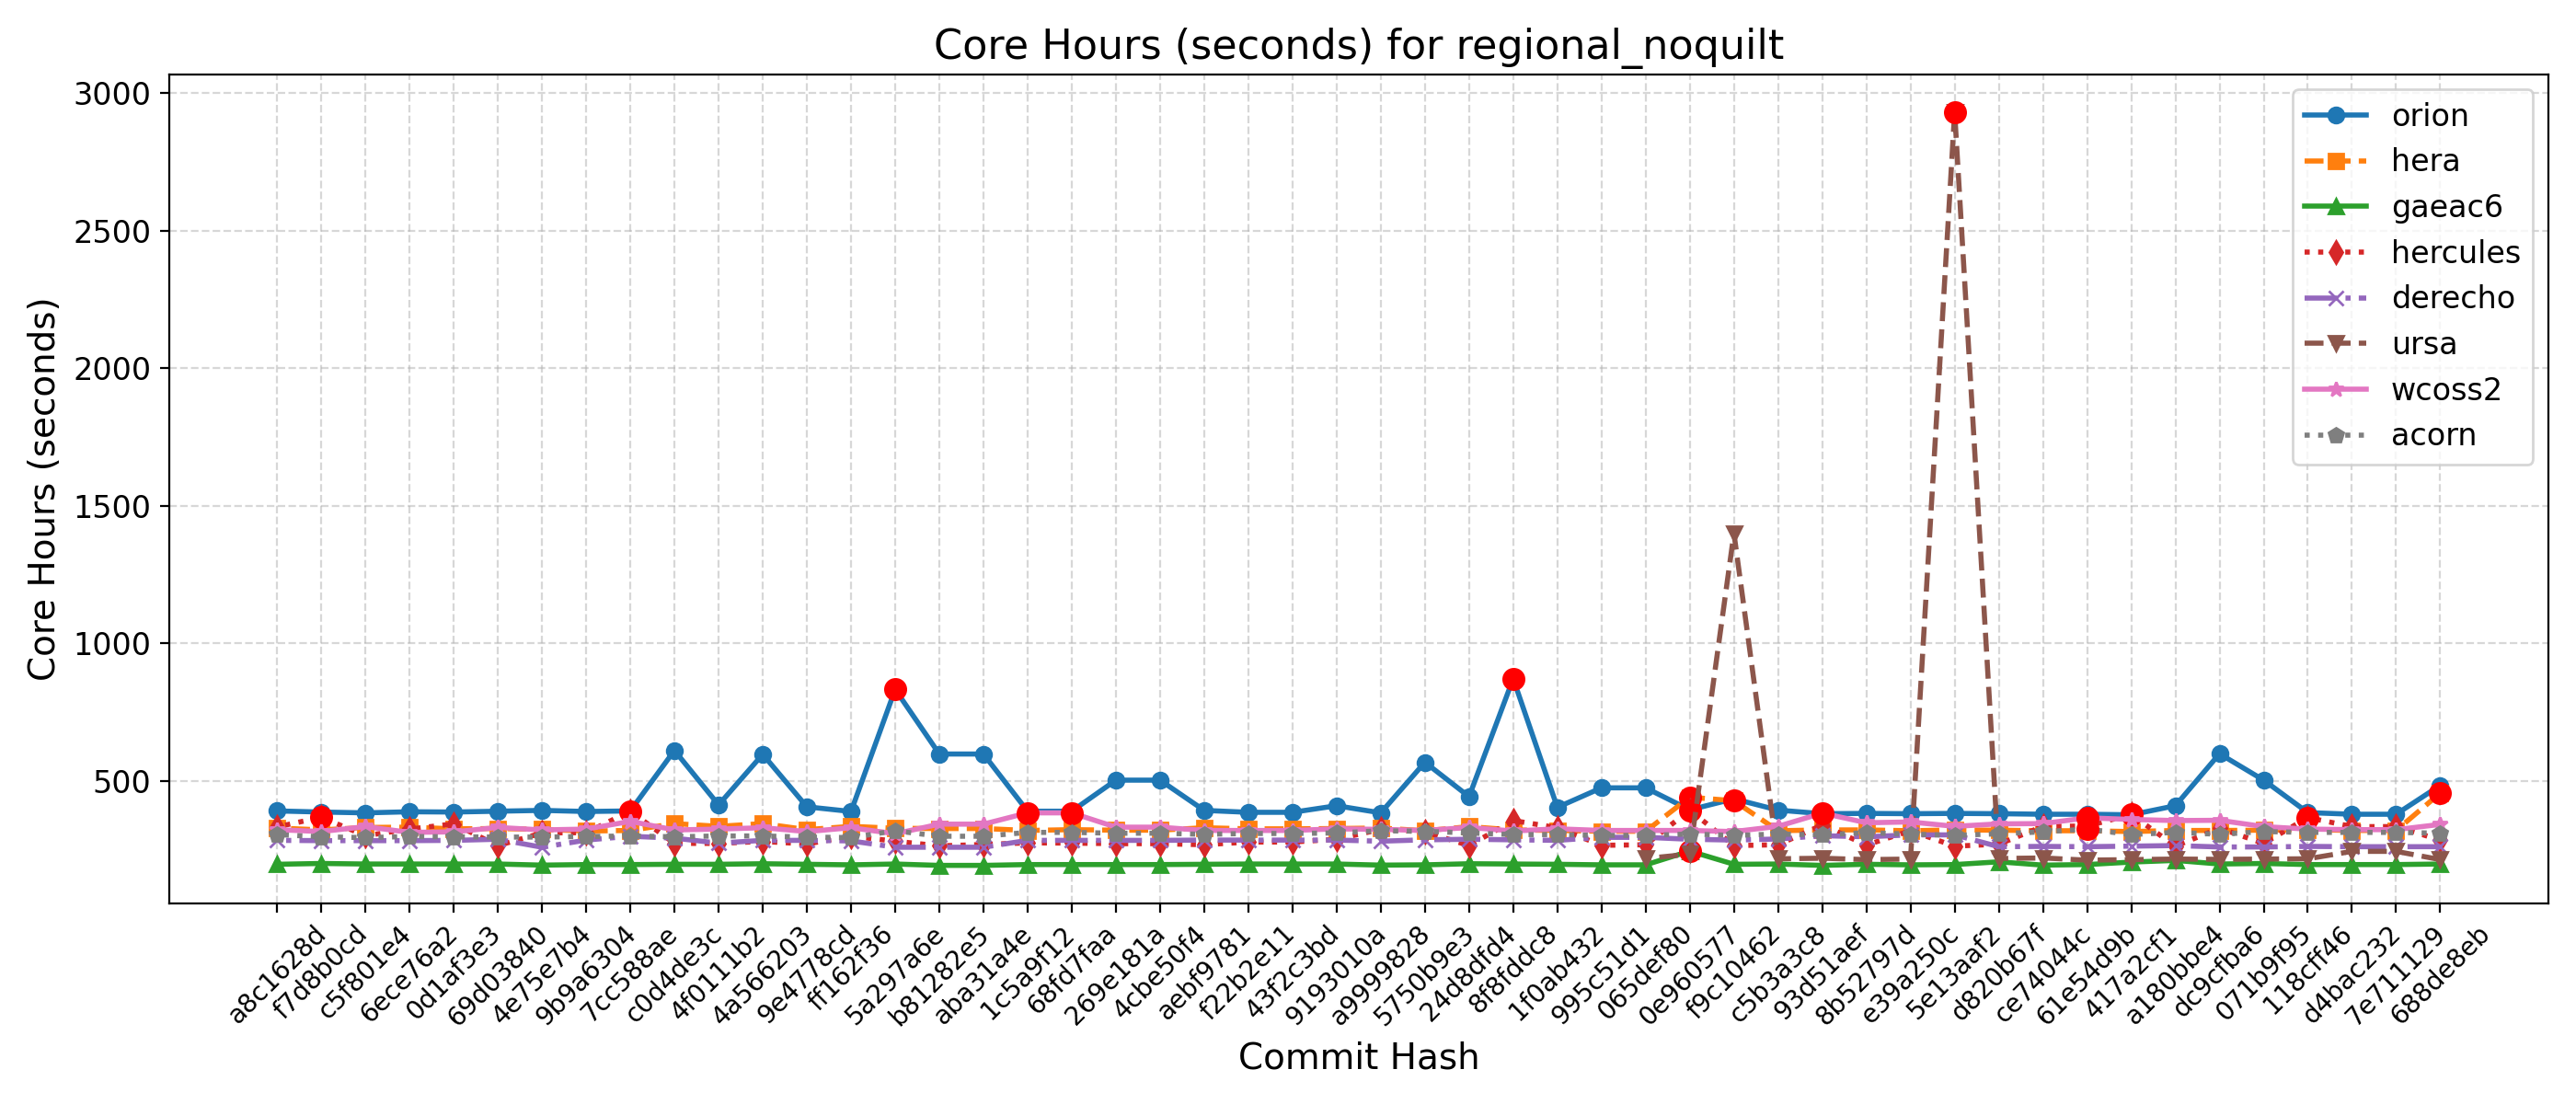 Core Hours (seconds) for regional_noquilt
Core Hours (seconds)
3000
2500
2000
1500
1000
500
orion
hera
gaeac6
hercules
derecho
ursa
wcoss2
acorn
a8c1628d
f7d8b0cd
c5f801e4
6ece76a2
0d1af3e3
69d03840
4e75e7b4
9b9a6304
7cc588ae
c0d4de3c
4f0111b2
4a566203
9e4778cd
ff162f36
5a297a6e
b81282e5
aba31a4e
1c5a9f12
68fd7faa
269e181a
4cbe50f4
aebf9781
f22b2e11
43f2c3bd
9193010a
a9999828
5750b9e3
24d8dfd4
8f8fddc8
1f0ab432
995c51d1
065def80
0e960577
f9c10462
c5b3a3c8
93d51aef
8b52797d
e39a250c
5e13aaf2
d820b67f
ce74044c
61e54d9b
417a2cf1
a180bbe4
dc9cfba6
071b9f95
118cff46
d4bac232
7e711129
688de8eb
Commit Hash